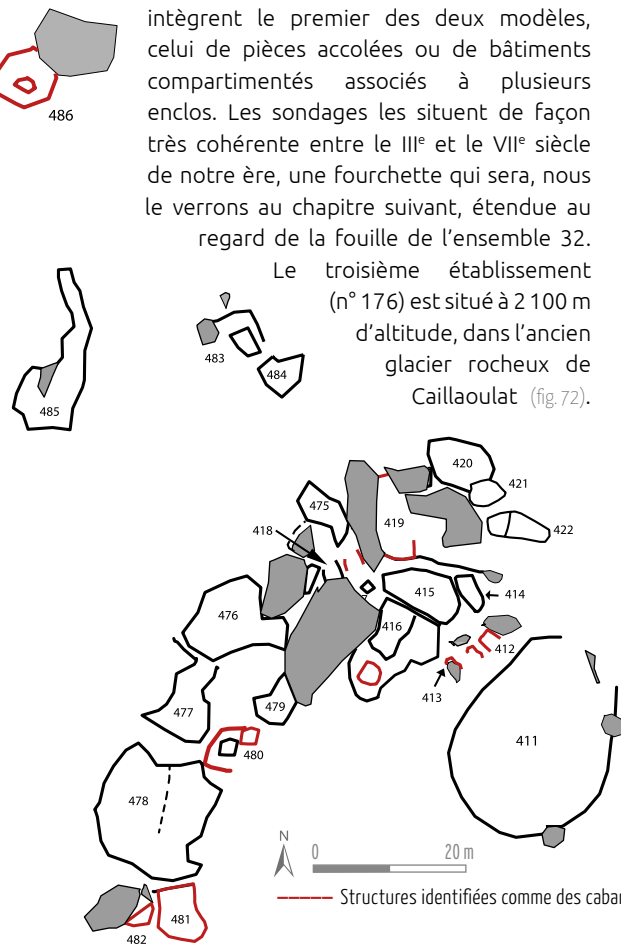 intègrent le premier des deux modèles,
celui de pièces accolées ou de bâtiments
compartimentés associés à plusieurs
enclos. Les sondages les situent de façon
très cohérente entre le IIIᵉ et le VIIᵉ siècle
de notre ère, une fourchette qui sera, nous
le verrons au chapitre suivant, étendue au
regard de la fouille de l’ensemble 32.
Le troisième établissement
(n° 176) est situé à 2 100 m
d’altitude, dans l’ancien
glacier rocheux de
Caillaoulat (fig. 72).
486
483
484
485
420
421
475
419
422
418
415
414
476
416
412
413
479
477
411
480
478
N
0 20 m
Structures identifiées comme des
481
482